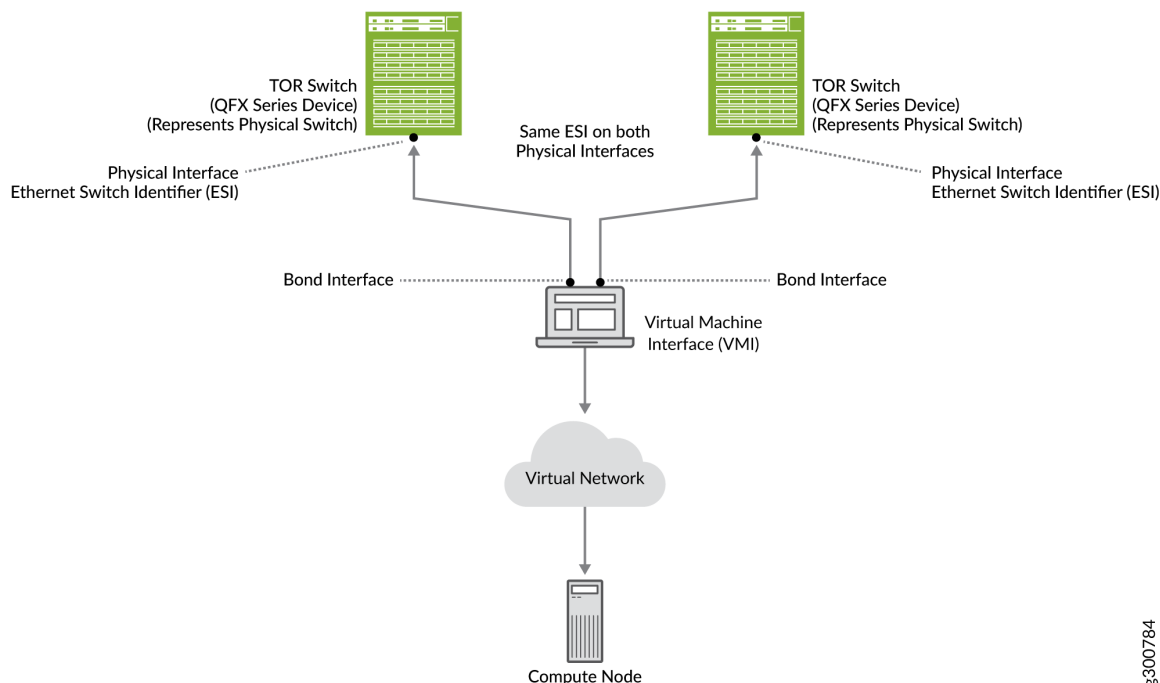 TOR Switch
(QFX Series Device)
(Represents Physical Switch)
TOR Switch
(QFX Series Device)
(Represents Physical Switch)
Same ESI on both
Physical Interfaces
Physical Interface
Ethernet Switch Identifier (ESI)
Physical Interface
Ethernet Switch Identifier (ESI)
Bond Interface
Bond Interface
Virtual Machine
Interface (VMI)
Virtual Network
Compute Node
g300784